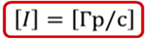 [I] = [Гр/с]